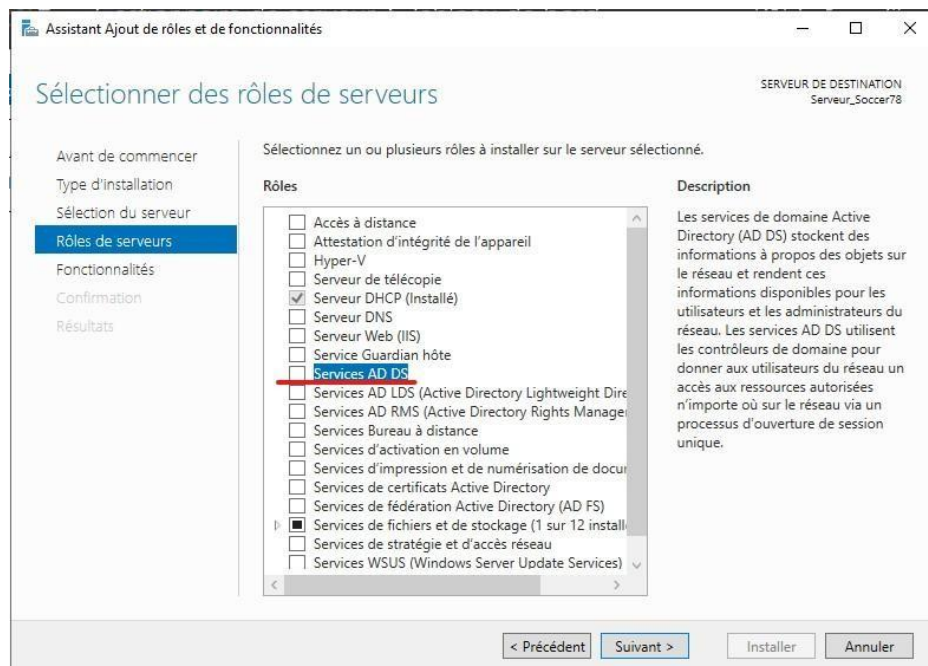 Assistant Ajout de rôles et de fonctionnalités
Sélectionner des rôles de serveurs
SERVEUR DE DESTINATION
Serveur_Soccer78
Avant de commencer
Type d'installation
Sélection du serveur
Rôles de serveurs
Fonctionnalités
Confirmation
Résultats
Sélectionnez un ou plusieurs rôles à installer sur le serveur sélectionné.
Rôles
Accès à distance
Attestation d'intégrité de l'appareil
Hyper-V
Serveur de télécopie
Serveur DHCP (Installé)
Serveur DNS
Serveur Web (IIS)
Service Guardian hôte
Services AD DS
Services AD LDS (Active Directory Lightweight Dire
Services AD RMS (Active Directory Rights Manage
Services Bureau à distance
Services d'activation en volume
Services d'impression et de numérisation de docu
Services de certificats Active Directory
Services de fédération Active Directory (AD FS)
Services de fichiers et de stockage (1 sur 12 install
Services de stratégie et d'accès réseau
Services WSUS (Windows Server Update Services)
Description
Les services de domaine Active
Directory (AD DS) stockent des
informations à propos des objets sur
le réseau et rendent ces
informations disponibles pour les
utilisateurs et les administrateurs du
réseau. Les services AD DS utilisent
les contrôleurs de domaine pour
donner aux utilisateurs du réseau un
accès aux ressources autorisées
n'importe où sur le réseau via un
processus d'ouverture de session
unique.
< Précédent
Suivant >
Installer
Annuler